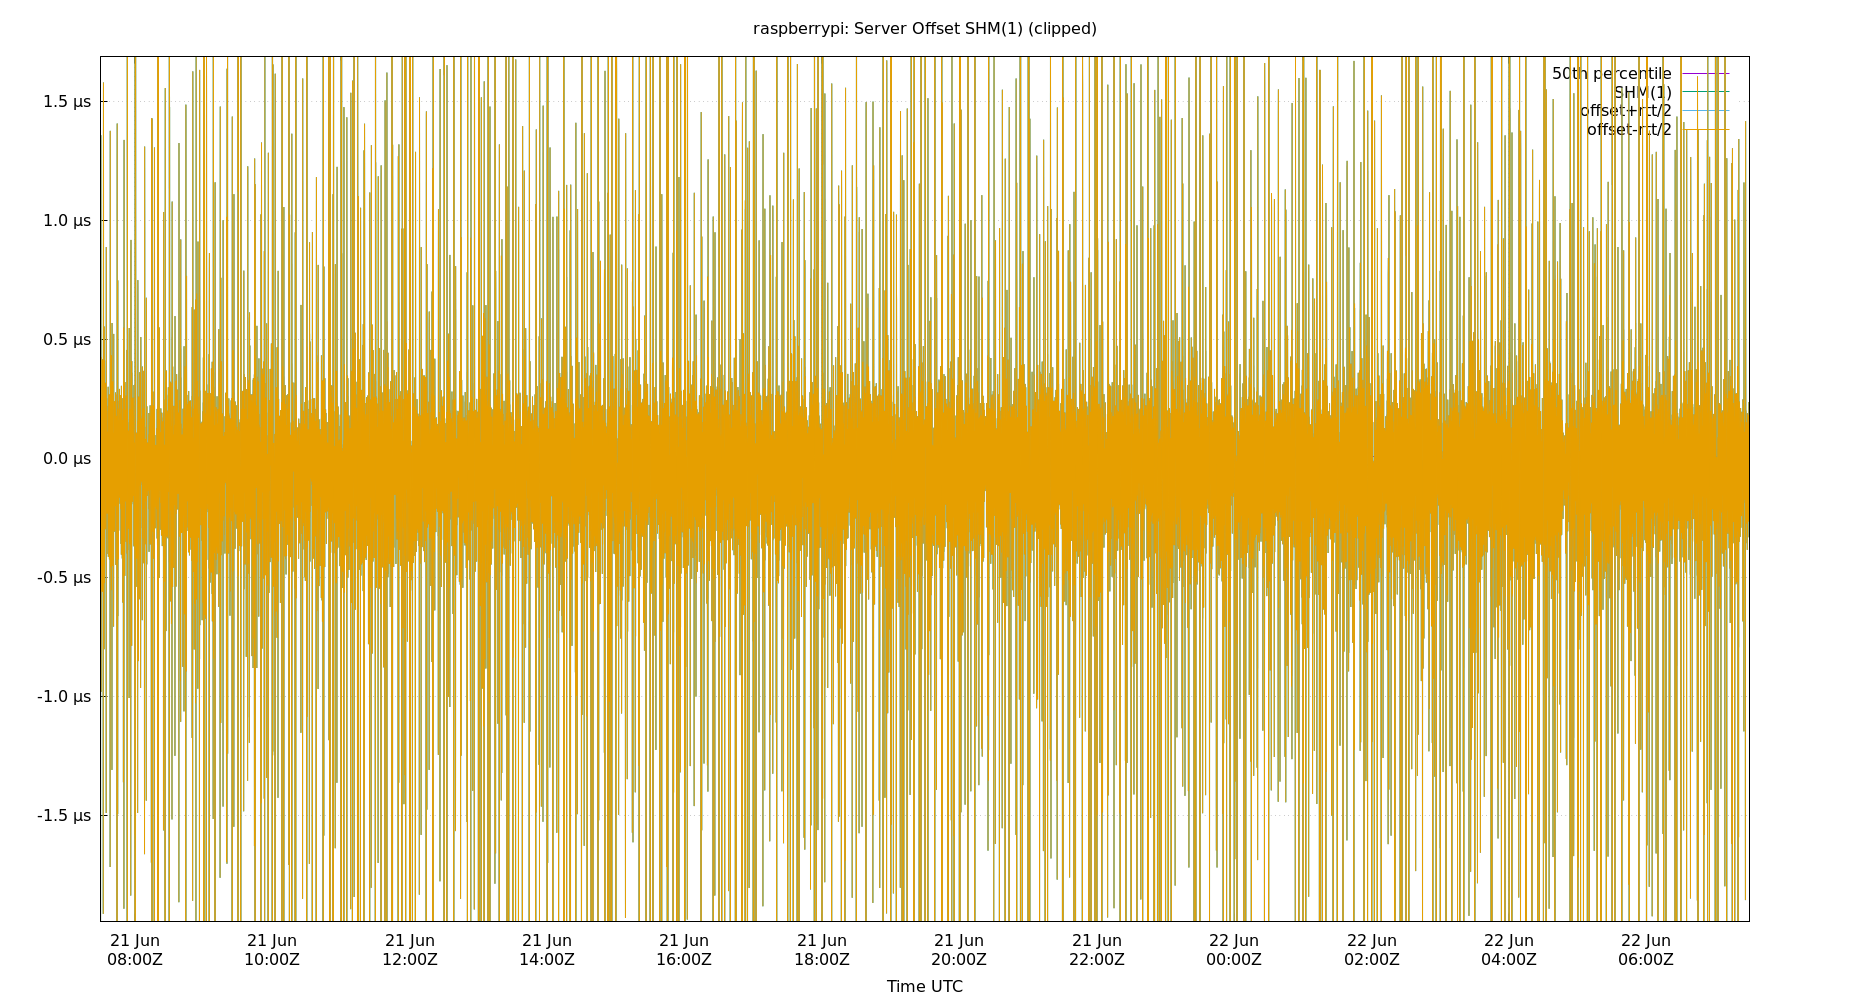 raspberrypi: Server Offset SHM(1) (clipped)
50th percentile
SHM(1)
offset+rtt/2
offset-rtt/2
1.5 µs
1.0 µs
0.5 µs
0.0 µs
-0.5 µs
-1.0 µs
-1.5 µs
21 Jun 21 Jun 21 Jun 21 Jun 21 Jun 21 Jun 21 Jun 21 Jun 22 Jun 22 Jun 22 Jun 22 Jun
08:00Z 10:00Z 12:00Z 14:00Z 16:00Z 18:00Z 20:00Z 22:00Z 00:00Z 02:00Z 04:00Z 06:00Z
Time UTC